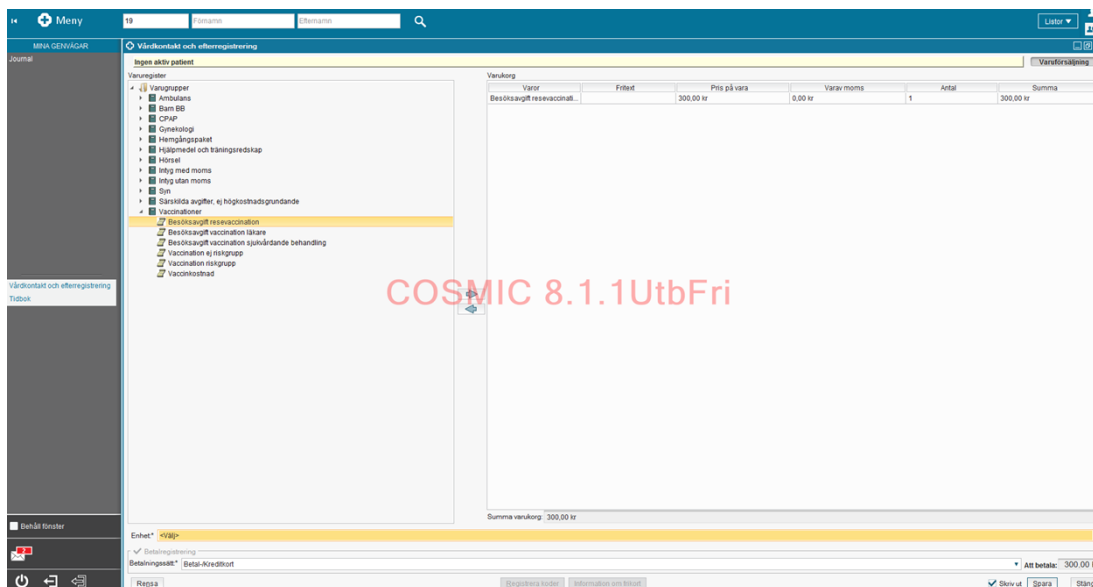 Meny
19
Förnamn
Efternamn
Listor
MINA GENVÄGAR
Journal
Vårdkontakt och efterregistrering
Ingen aktiv patient
Varuförsäljning
Varuregister
Varugrupper
Ambulans
Barn BB
CPAP
Gynekologi
Hemgångspaket
Hjälpmedel och träningsredskap
Hörsel
Intyg med moms
Intyg utan moms
Syn
Särskilda avgifter, ej högkostnadsgrundande
Vaccinationer
Besöksavgift resevaccination
Besöksavgift vaccination läkare
Besöksavgift vaccination sjukvårdande behandling
Vaccination ej riskgrupp
Vaccination riskgrupp
Vaccinkostnad
Varukorg
Varor Fritext Pris på vara Varav moms Antal Summa
Besöksavgift resevaccinati... 300,00 kr 0,00 kr 1 300,00 kr
Vårdkontakt och efterregistrering
Tidbok
COSMIC 8.1.1UtbFri
Summa varukorg: 300,00 kr
Behåll fönster
2
Enhet:* <Välj>
Betalregistrering
Betalningssätt:* Betal-/Kreditkort
Att betala: 300,00
Rensa
Registrera koder
Information om frikort
Skriv ut
Spara
Stäng